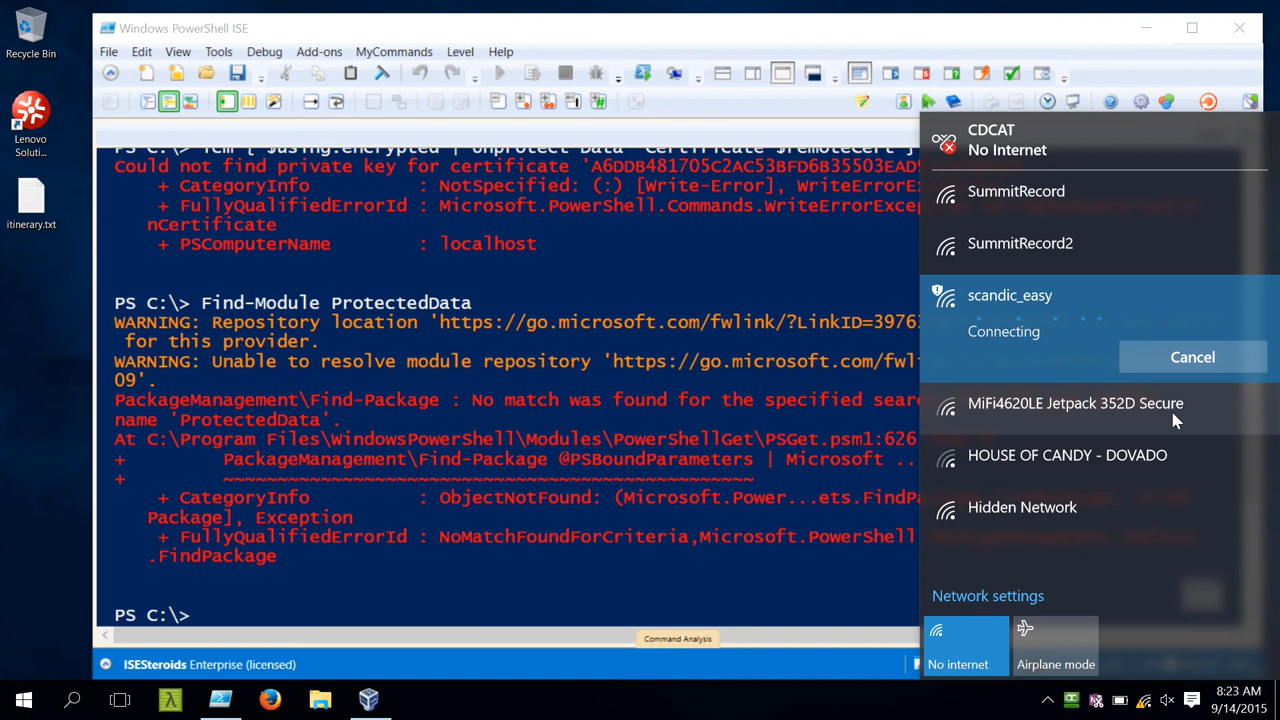 Recycle Bin
Lenovo
Soluti...
itinerary.txt
Windows PowerShell ISE
File Edit View Tools Debug Add-ons MyCommands Level Help
Could not find private key for certificate 'A6DDB481705C2AC53BFD6B35503EAD
+ CategoryInfo : NotSpecified: (:) [Write-Error], WriteErrorEx
+ FullyQualifiedErrorId : Microsoft.PowerShell.Commands.WriteErrorExcep
nCertificate
+ PSComputerName : localhost
PS C:\> Find-Module ProtectedData
WARNING: Repository location 'https://go.microsoft.com/fwlink/?LinkID=3976
for this provider.
WARNING: Unable to resolve module repository 'https://go.microsoft.com/fwl
09'.
PackageManagement\Find-Package : No match was found for the specified sear
name 'ProtectedData'.
At C:\Program Files\WindowsPowerShell\Modules\PowerShellGet\PSGet.psm1:626
+ PackageManagement\Find-Package @PSBoundParameters | Microsoft ..
+ ~~~~~~~~~~~~~~~~~~~~~~~~~~~~~~~~~~~~~~~~~~~~~~~~~
+ CategoryInfo : ObjectNotFound: (Microsoft.Power...ets.FindPa
Package], Exception
+ FullyQualifiedErrorId : NoMatchFoundForCriteria,Microsoft.PowerShell
.FindPackage
PS C:\>
Command Analysis
ISESteroids Enterprise (licensed)
CDCAT
No Internet
SummitRecord
SummitRecord2
scandic_easy
Connecting
Cancel
MiFi4620LE Jetpack 352D Secure
HOUSE OF CANDY - DOVADO
Hidden Network
Network settings
No internet
Airplane mode
8:23 AM
9/14/2015